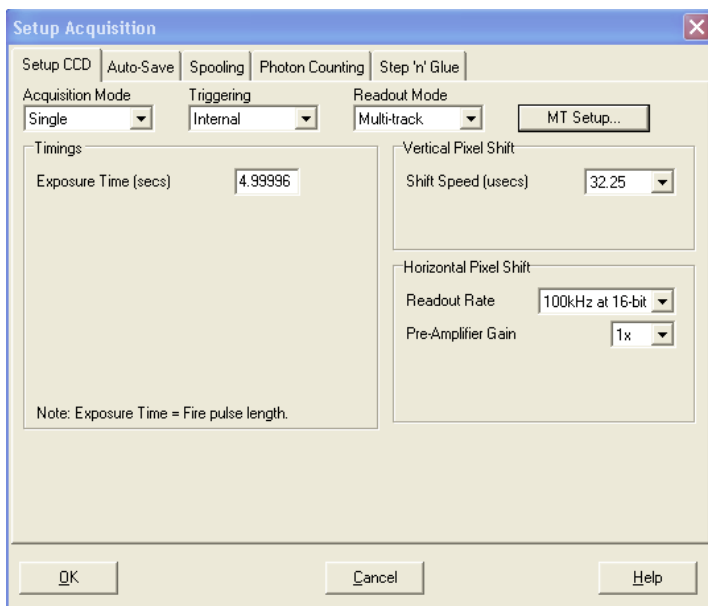 Setup Acquisition
Setup CCD Auto-Save Spooling Photon Counting Step 'n' Glue
Acquisition Mode Triggering Readout Mode
Single Internal Multi-track MT Setup...
Timings
Exposure Time (secs) 4.99996
Note: Exposure Time = Fire pulse length.
Vertical Pixel Shift
Shift Speed (usecs) 32.25
Horizontal Pixel Shift
Readout Rate 100kHz at 16-bit
Pre-Amplifier Gain 1x
OK Cancel Help